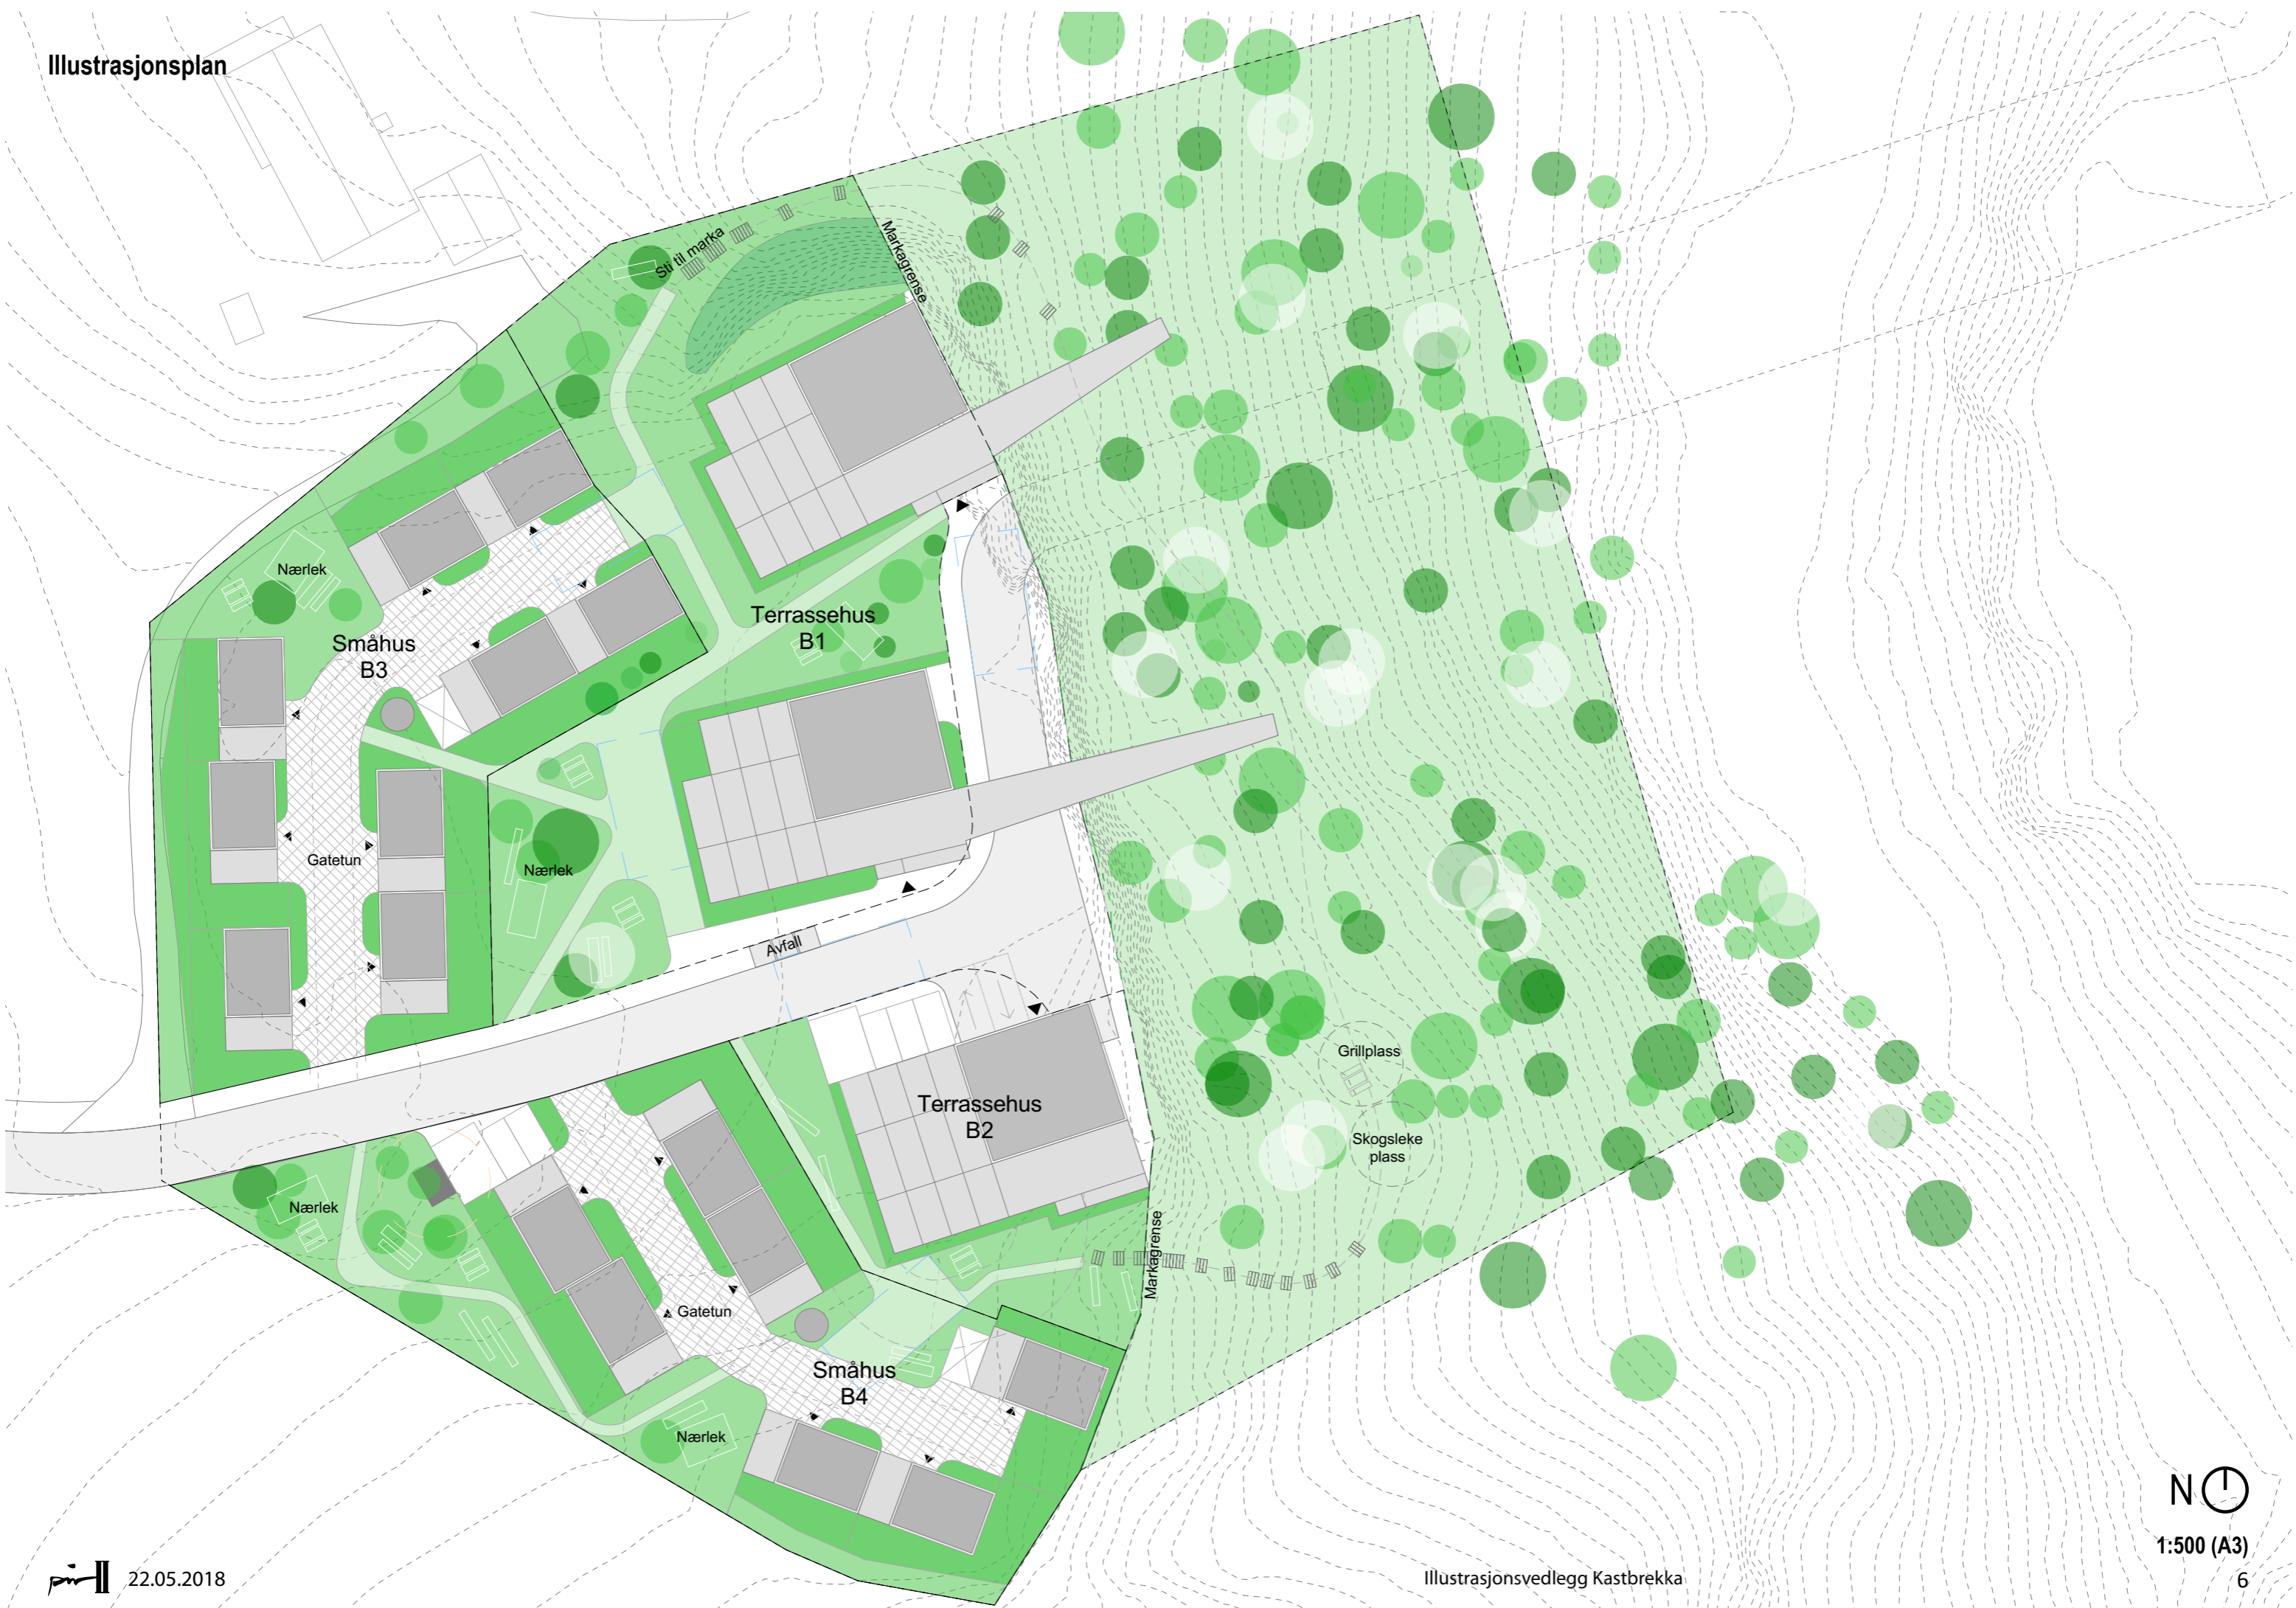 Illustrasjonsplan
Sti til marka
Markagrense
Nærlek
Småhus
B3
Terrassehus
B1
Gatetun
Nærlek
Avfall
Terrassehus
B2
Grillplass
Skogsleke
plass
Nærlek
Gatetun
Markagrense
Småhus
B4
Nærlek
N
1:500 (A3)
22.05.2018
Illustrasjonsvedlegg Kastbrekka
6